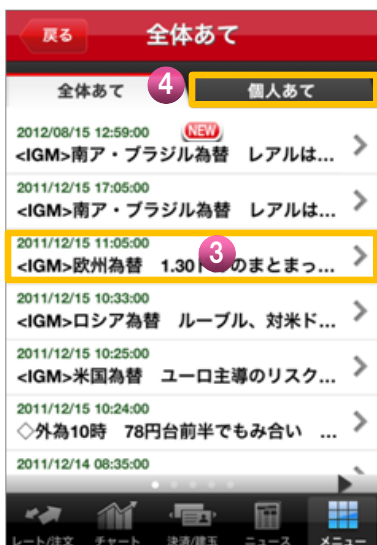 戻る 全体あて
全体あて 4 個人あて
2012/08/15 12:59:00 NEW
<IGM>南ア・ブラジル為替 レアルは...
2011/12/15 17:05:00
<IGM>南ア・ブラジル為替 レアルは...
2011/12/15 11:05:00
<IGM>欧州為替 1.30ド 3 のまとまっ...
2011/12/15 10:33:00
<IGM>ロシア為替 ルーブル、対米ド...
2011/12/15 10:25:00
<IGM>米国為替 ユーロ主導のリスク...
2011/12/15 10:24:00
◇外為10時 78円台前半でもみ合い ...
2011/12/14 08:35:00
レート/注文 チャート 決済/建玉 ニュース メニュー